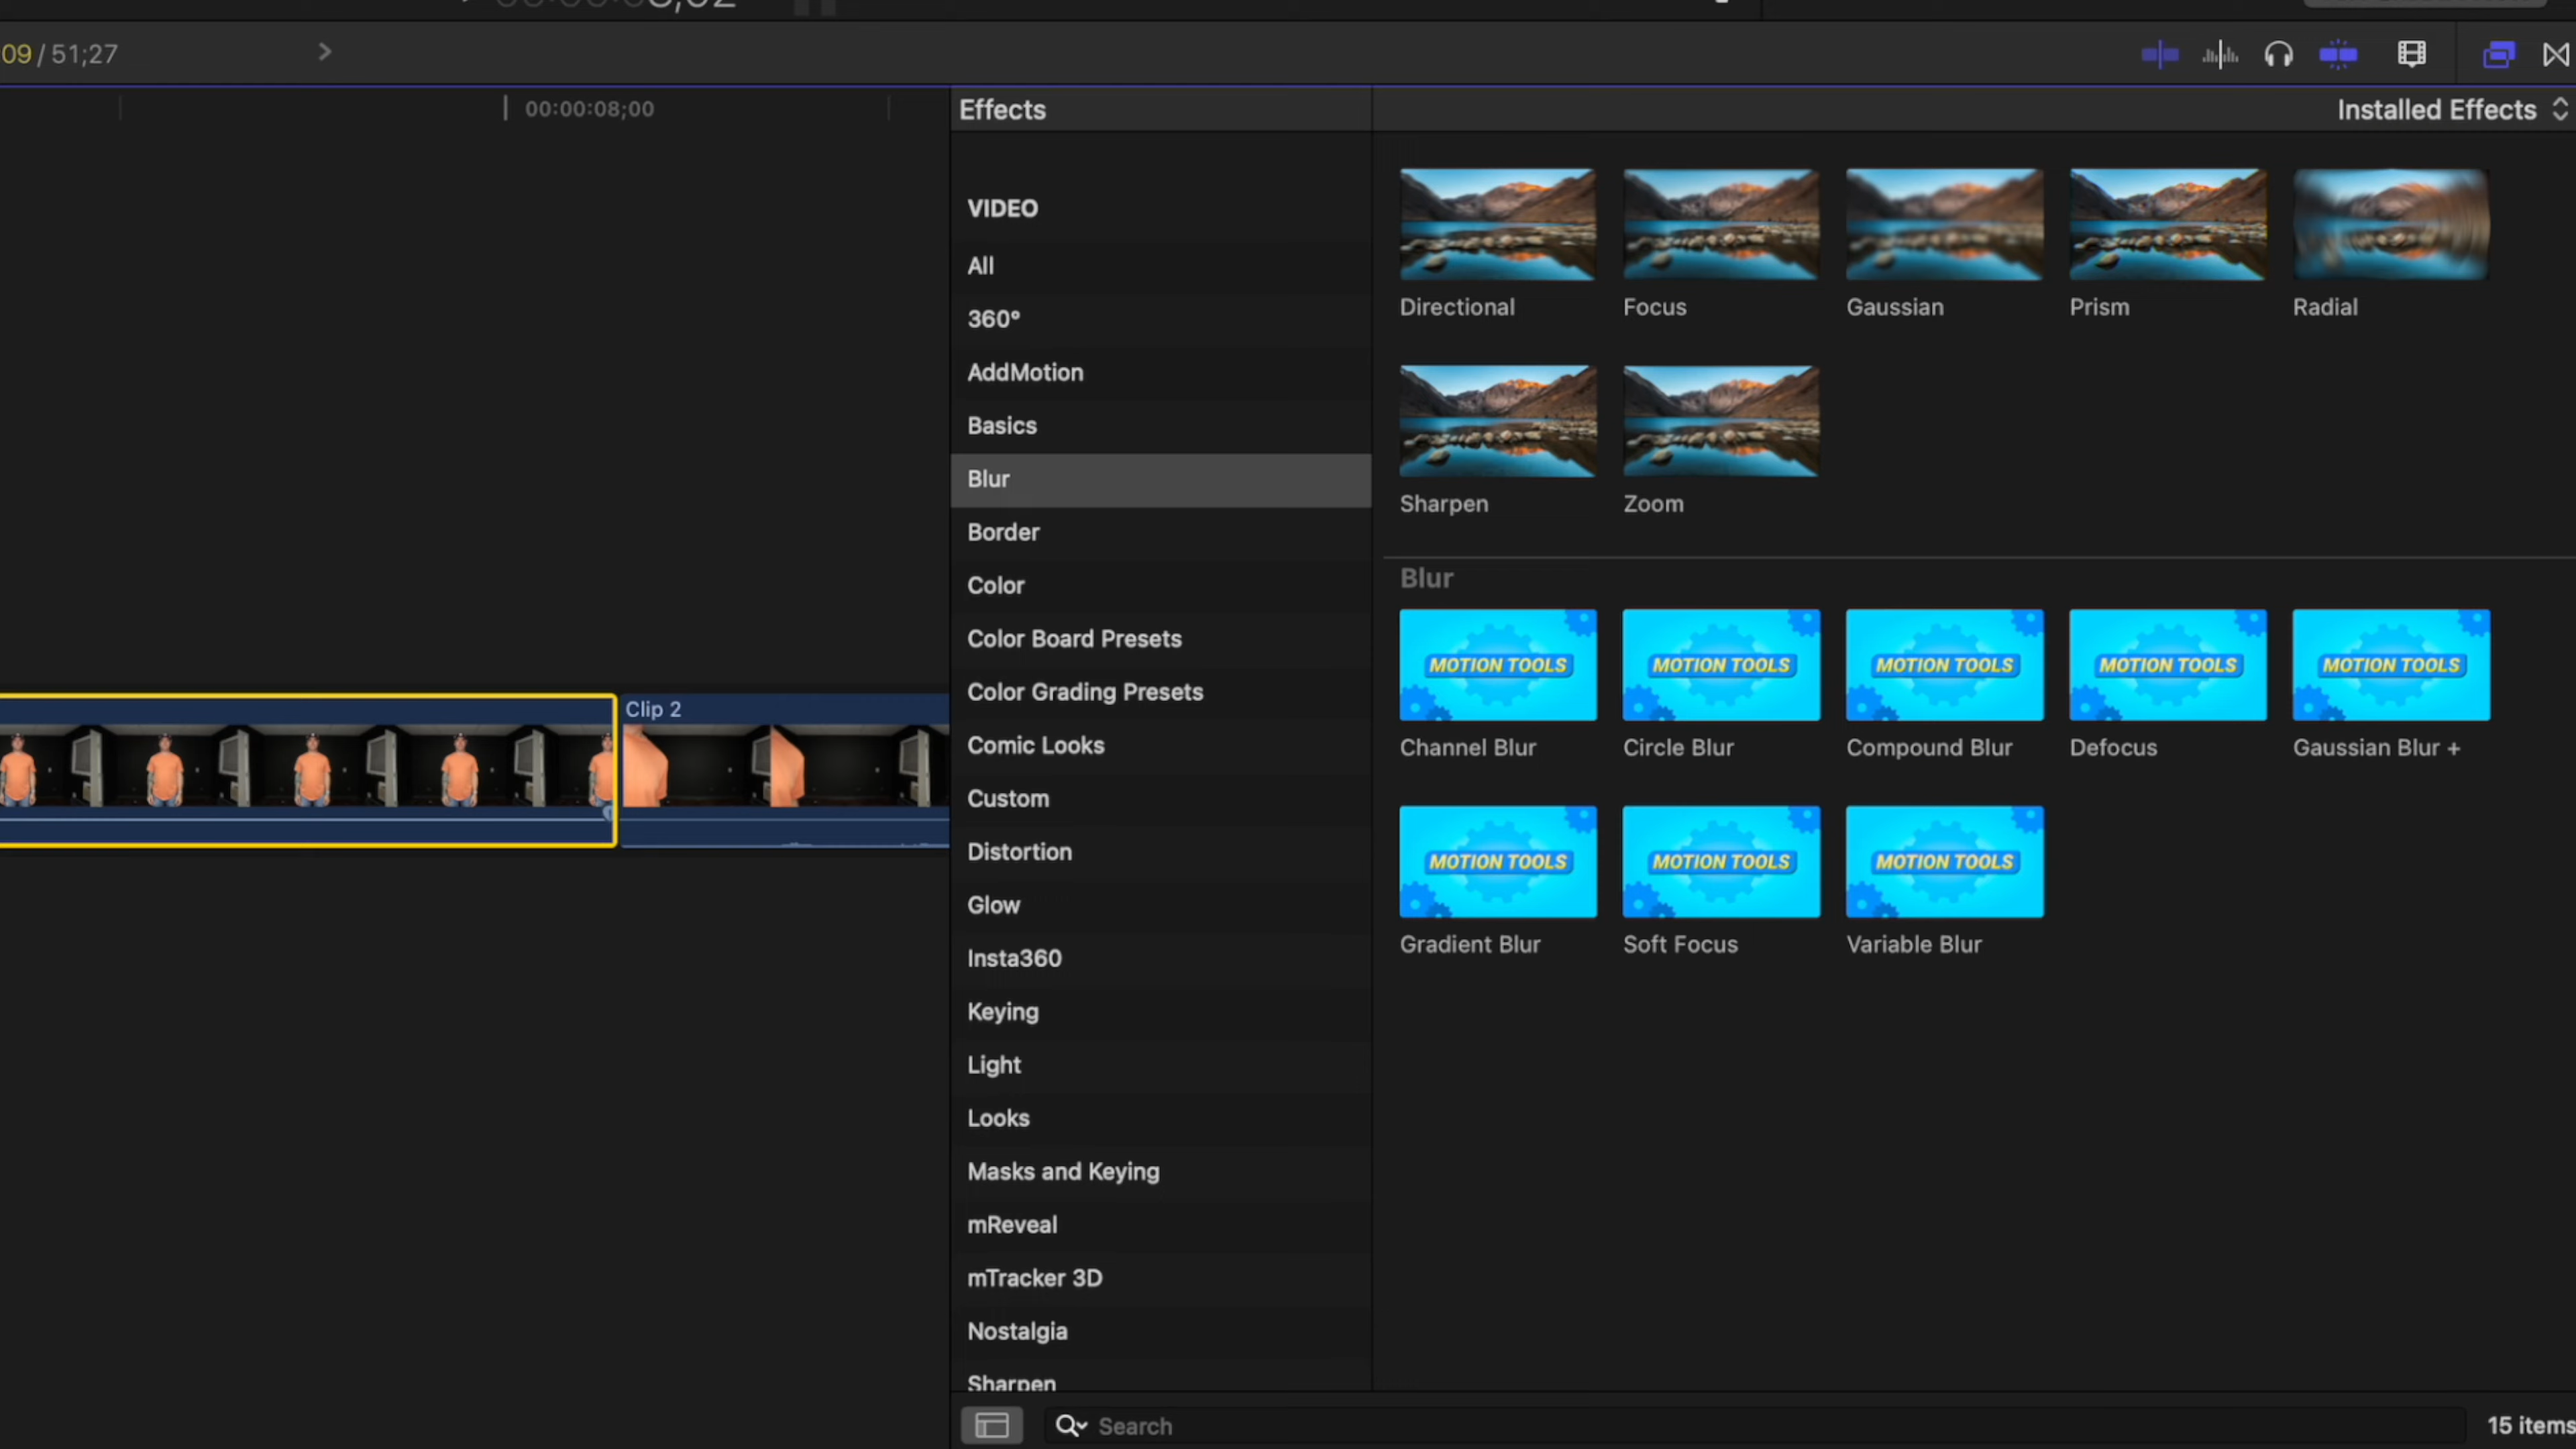 09 / 51;27
00:00:08;00
Effects
Installed Effects
VIDEO
All
360°
AddMotion
Basics
Blur
Border
Color
Color Board Presets
Color Grading Presets
Comic Looks
Custom
Distortion
Glow
Insta360
Keying
Light
Looks
Masks and Keying
mReveal
mTracker 3D
Nostalgia
Sharpen
Directional
Focus
Gaussian
Prism
Radial
Sharpen
Zoom
Blur
MOTION TOOLS
MOTION TOOLS
MOTION TOOLS
MOTION TOOLS
MOTION TOOLS
Channel Blur
Circle Blur
Compound Blur
Defocus
Gaussian Blur +
MOTION TOOLS
MOTION TOOLS
MOTION TOOLS
Gradient Blur
Soft Focus
Variable Blur
Clip 2
Search
15 items